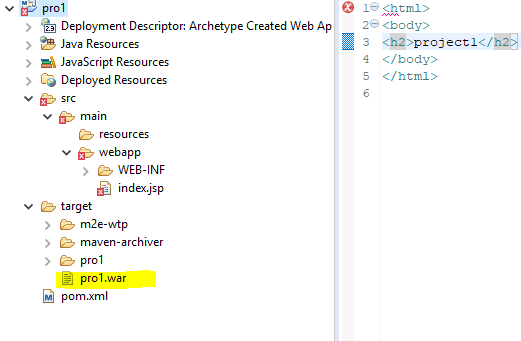 pro1
Deployment Descriptor: Archetype Created Web Ap
Java Resources
JavaScript Resources
Deployed Resources
src
main
resources
webapp
WEB-INF
index.jsp
target
m2e-wtp
maven-archiver
pro1
pro1.war
pom.xml
1 <html>
2 <body>
3 <h2>project1</h2>
4 </body>
5 </html>
6